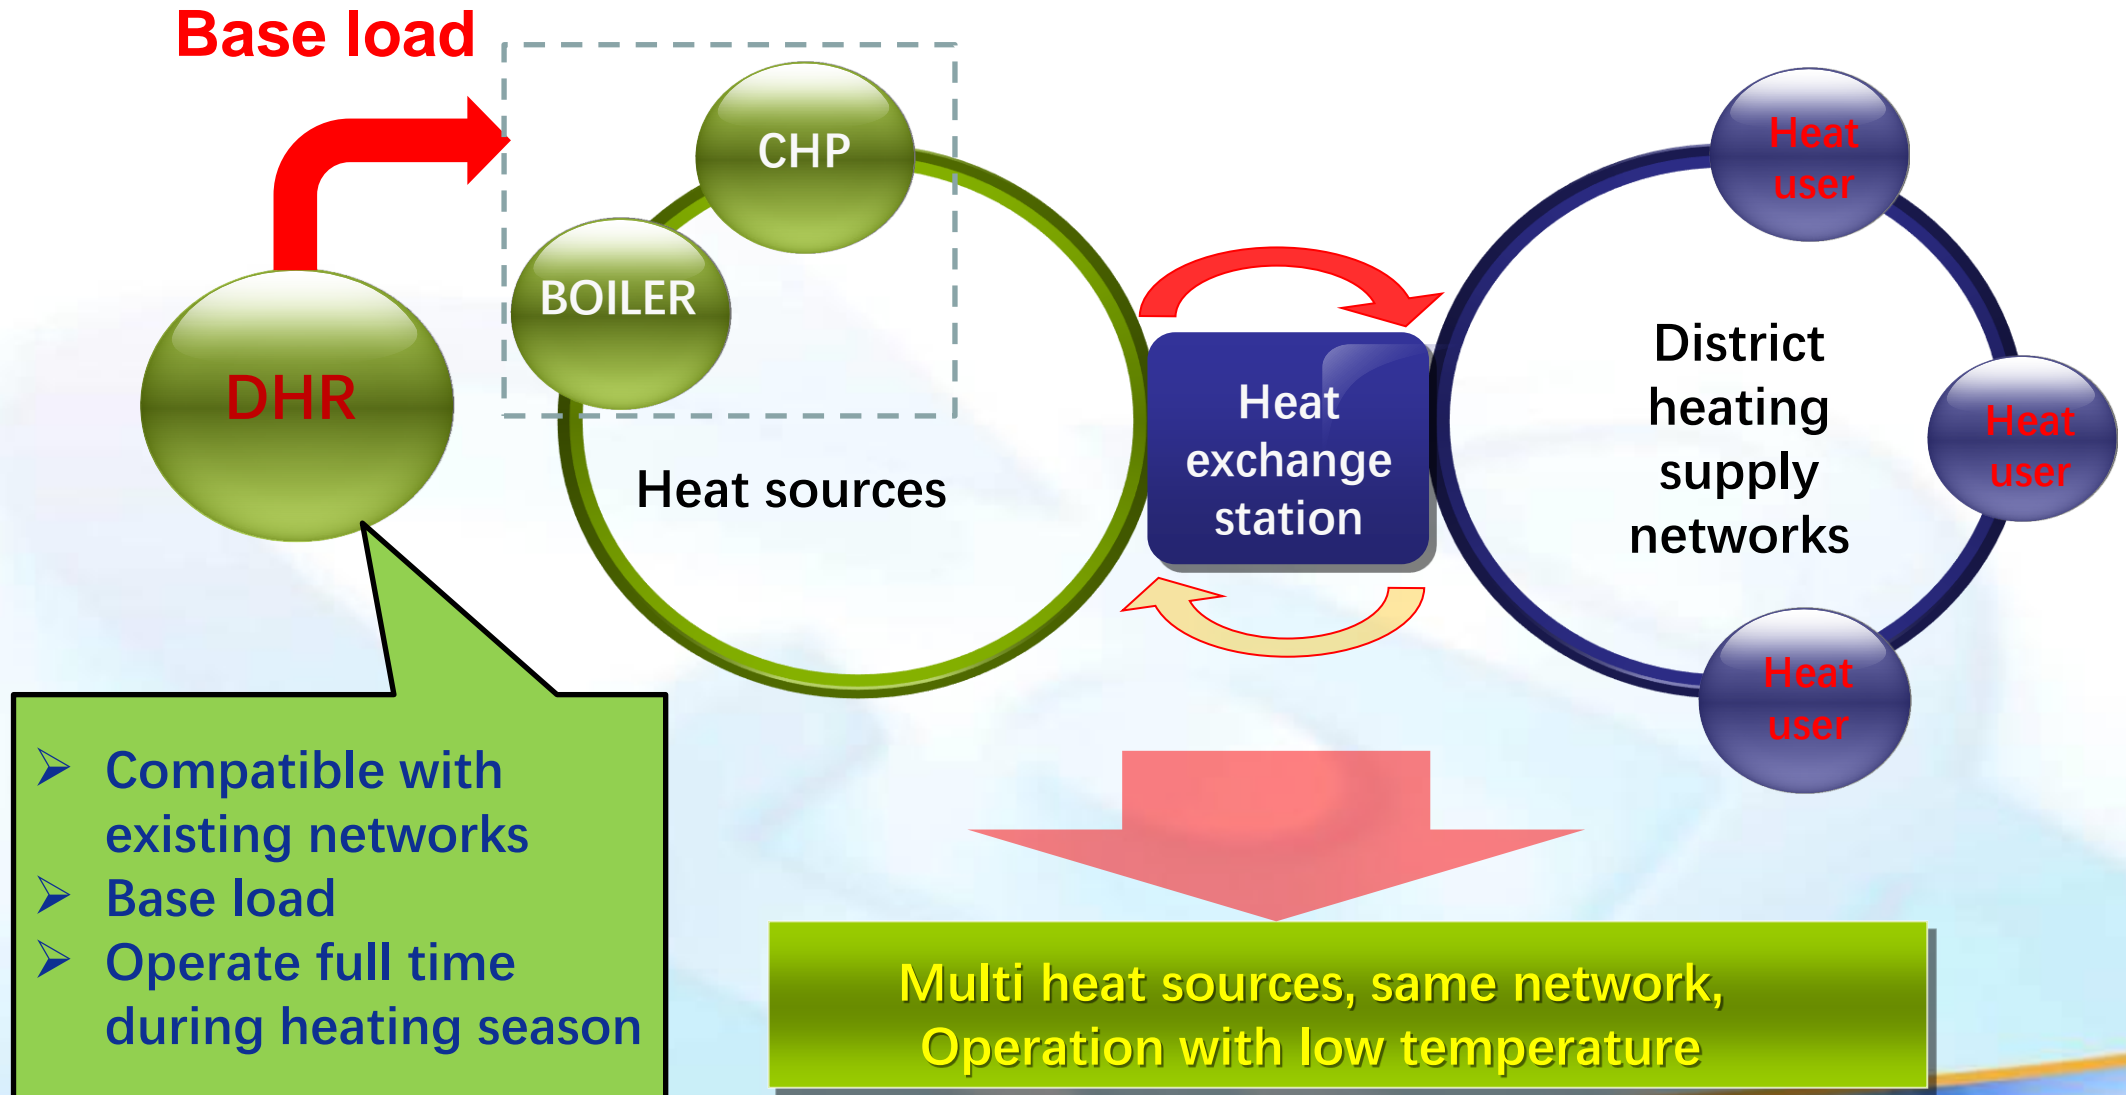 Base load
CHP
BOILER
DHR
Heat sources
Heat
exchange
station
District
heating
supply
networks
Heat
user
Heat
user
Heat
user
➢ Compatible with
existing networks
➢ Base load
➢ Operate full time
during heating season
Multi heat sources, same network,
Operation with low temperature